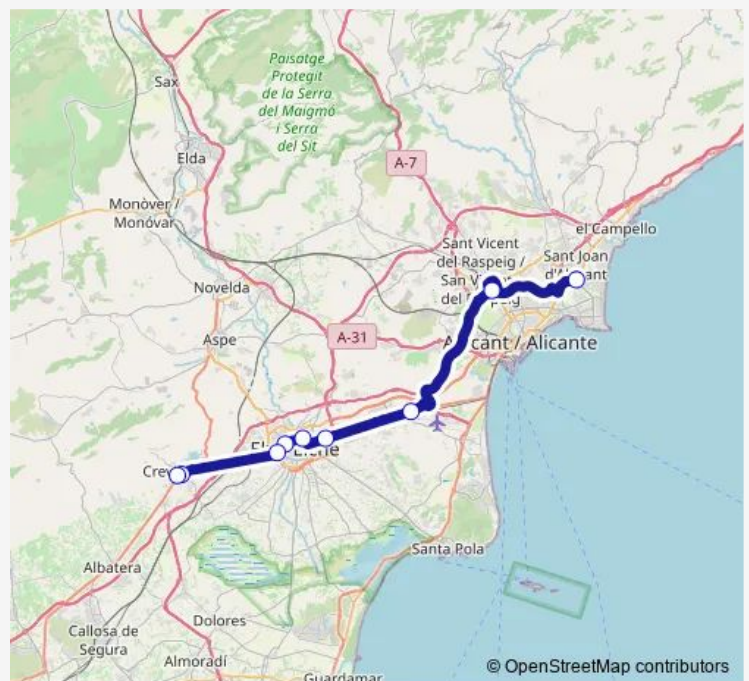 Paisatge
Protegit
de la Serra
del Maigmó
i Serra
del Sit
Sax
Elda
A-7
Monòver /
Monóvar
el Campello
Sant Vicent
del Raspeig /
Sant Joan
Novelda
Aspe
A-31
Alicante
Elche
Santa Pola
Albatera
Dolores
Callosa de
Segura
Almoradí
Guardamar
© OpenStreetMap contributors